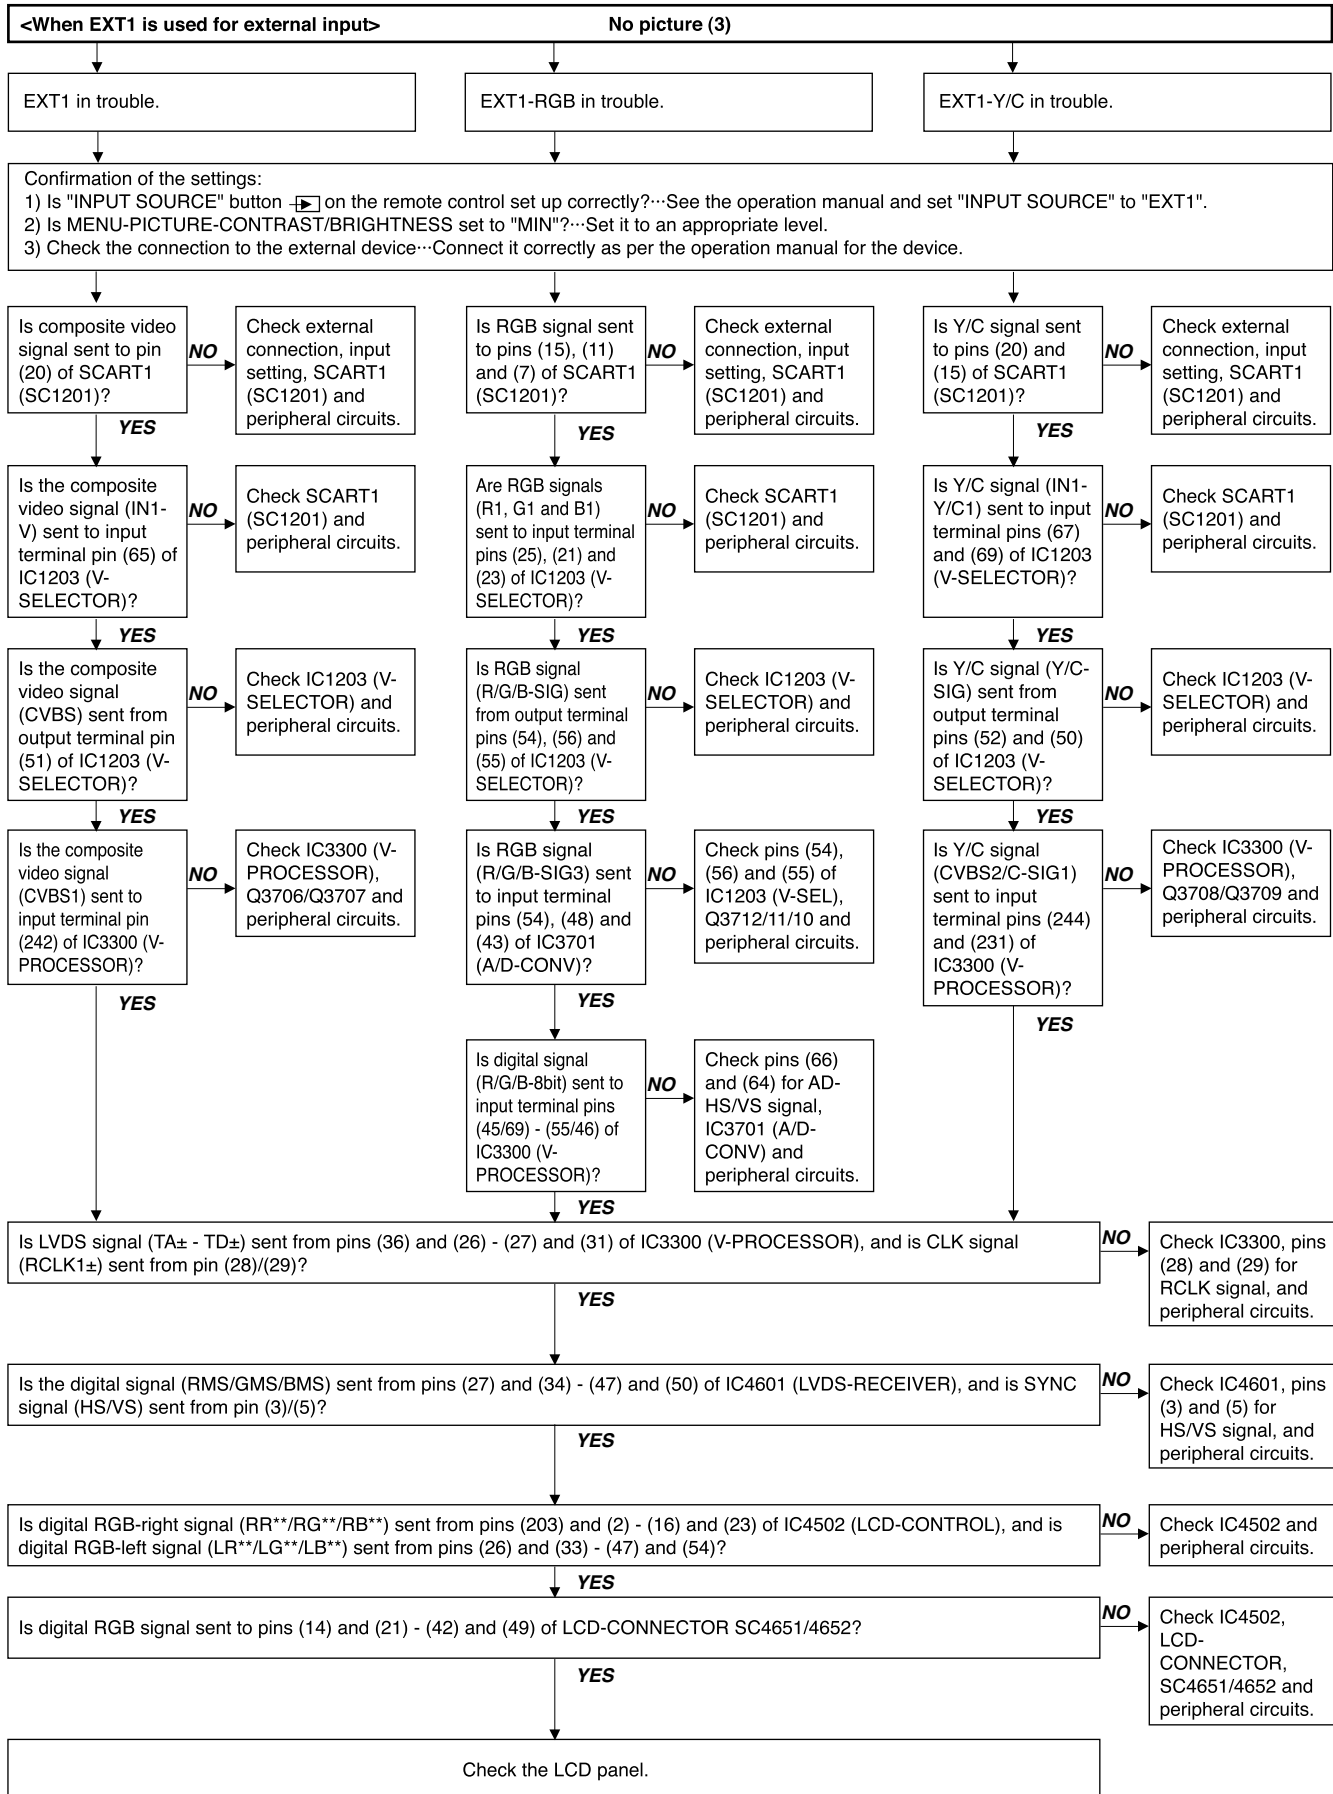 <When EXT1 is used for external input>
No picture (3)
EXT1 in trouble.
EXT1-RGB in trouble.
EXT1-Y/C in trouble.
Confirmation of the settings:
1) Is "INPUT SOURCE" button on the remote control set up correctly?···See the operation manual and set "INPUT SOURCE" to "EXT1".
2) Is MENU-PICTURE-CONTRAST/BRIGHTNESS set to "MIN"?···Set it to an appropriate level.
3) Check the connection to the external device···Connect it correctly as per the operation manual for the device.
Is composite video
signal sent to pin
(20) of SCART1
(SC1201)?
NO
Check external
connection, input
setting, SCART1
(SC1201) and
peripheral circuits.
YES
Is RGB signal sent
to pins (15), (11)
and (7) of SCART1
(SC1201)?
NO
Check external
connection, input
setting, SCART1
(SC1201) and
peripheral circuits.
YES
Is Y/C signal sent
to pins (20) and
(15) of SCART1
(SC1201)?
NO
Check external
connection, input
setting, SCART1
(SC1201) and
peripheral circuits.
YES
Is the composite
video signal (IN1-
V) sent to input
terminal pin (65) of
IC1203 (V-
SELECTOR)?
NO
Check SCART1
(SC1201) and
peripheral circuits.
YES
Are RGB signals
(R1, G1 and B1)
sent to input terminal
pins (25), (21) and
(23) of IC1203 (V-
SELECTOR)?
NO
Check SCART1
(SC1201) and
peripheral circuits.
YES
Is Y/C signal (IN1-
Y/C1) sent to input
terminal pins (67)
and (69) of IC1203
(V-SELECTOR)?
NO
Check SCART1
(SC1201) and
peripheral circuits.
YES
Is the composite
video signal
(CVBS) sent from
output terminal pin
(51) of IC1203 (V-
SELECTOR)?
NO
Check IC1203 (V-
SELECTOR) and
peripheral circuits.
YES
Is RGB signal
(R/G/B-SIG) sent
from output terminal
pins (54), (56) and
(55) of IC1203 (V-
SELECTOR)?
NO
Check IC1203 (V-
SELECTOR) and
peripheral circuits.
YES
Is Y/C signal (Y/C-
SIG) sent from
output terminal
pins (52) and (50)
of IC1203 (V-
SELECTOR)?
NO
Check IC1203 (V-
SELECTOR) and
peripheral circuits.
YES
Is the composite
video signal
(CVBS1) sent to
input terminal pin
(242) of IC3300 (V-
PROCESSOR)?
NO
Check IC3300 (V-
PROCESSOR),
Q3706/Q3707 and
peripheral circuits.
YES
Is RGB signal
(R/G/B-SIG3) sent
to input terminal
pins (54), (48) and
(43) of IC3701
(A/D-CONV)?
NO
Check pins (54),
(56) and (55) of
IC1203 (V-SEL),
Q3712/11/10 and
peripheral circuits.
YES
Is Y/C signal
(CVBS2/C-SIG1)
sent to input
terminal pins (244)
and (231) of
IC3300 (V-
PROCESSOR)?
NO
Check IC3300 (V-
PROCESSOR),
Q3708/Q3709 and
peripheral circuits.
YES
Is digital signal
(R/G/B-8bit) sent to
input terminal pins
(45/69) - (55/46) of
IC3300 (V-
PROCESSOR)?
NO
Check pins (66)
and (64) for AD-
HS/VS signal,
IC3701 (A/D-
CONV) and
peripheral circuits.
YES
Is LVDS signal (TA± - TD±) sent from pins (36) and (26) - (27) and (31) of IC3300 (V-PROCESSOR), and is CLK signal
(RCLK1±) sent from pin (28)/(29)?
NO
Check IC3300, pins
(28) and (29) for
RCLK signal, and
peripheral circuits.
YES
Is the digital signal (RMS/GMS/BMS) sent from pins (27) and (34) - (47) and (50) of IC4601 (LVDS-RECEIVER), and is SYNC
signal (HS/VS) sent from pin (3)/(5)?
NO
Check IC4601, pins
(3) and (5) for
HS/VS signal, and
peripheral circuits.
YES
Is digital RGB-right signal (RR**/RG**/RB**) sent from pins (203) and (2) - (16) and (23) of IC4502 (LCD-CONTROL), and is
digital RGB-left signal (LR**/LG**/LB**) sent from pins (26) and (33) - (47) and (54)?
NO
Check IC4502 and
peripheral circuits.
YES
Is digital RGB signal sent to pins (14) and (21) - (42) and (49) of LCD-CONNECTOR SC4651/4652?
NO
Check IC4502,
LCD-
CONNECTOR,
SC4651/4652 and
peripheral circuits.
YES
Check the LCD panel.